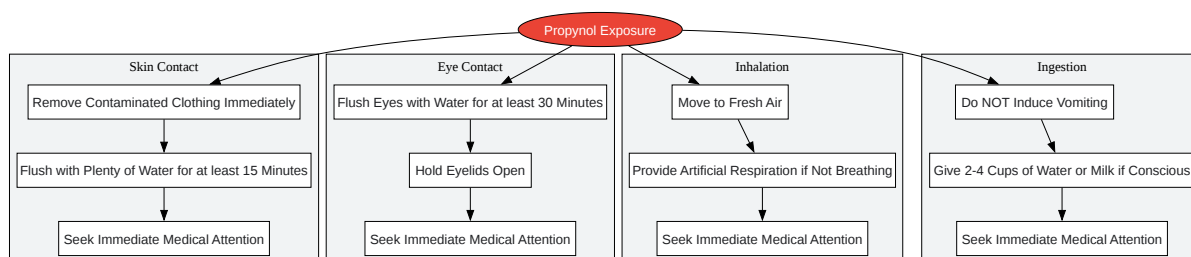 Propynol Exposure
Skin Contact
Remove Contaminated Clothing Immediately
Flush with Plenty of Water for at least 15 Minutes
Seek Immediate Medical Attention
Eye Contact
Flush Eyes with Water for at least 30 Minutes
Hold Eyelids Open
Seek Immediate Medical Attention
Inhalation
Move to Fresh Air
Provide Artificial Respiration if Not Breathing
Seek Immediate Medical Attention
Ingestion
Do NOT Induce Vomiting
Give 2-4 Cups of Water or Milk if Conscious
Seek Immediate Medical Attention